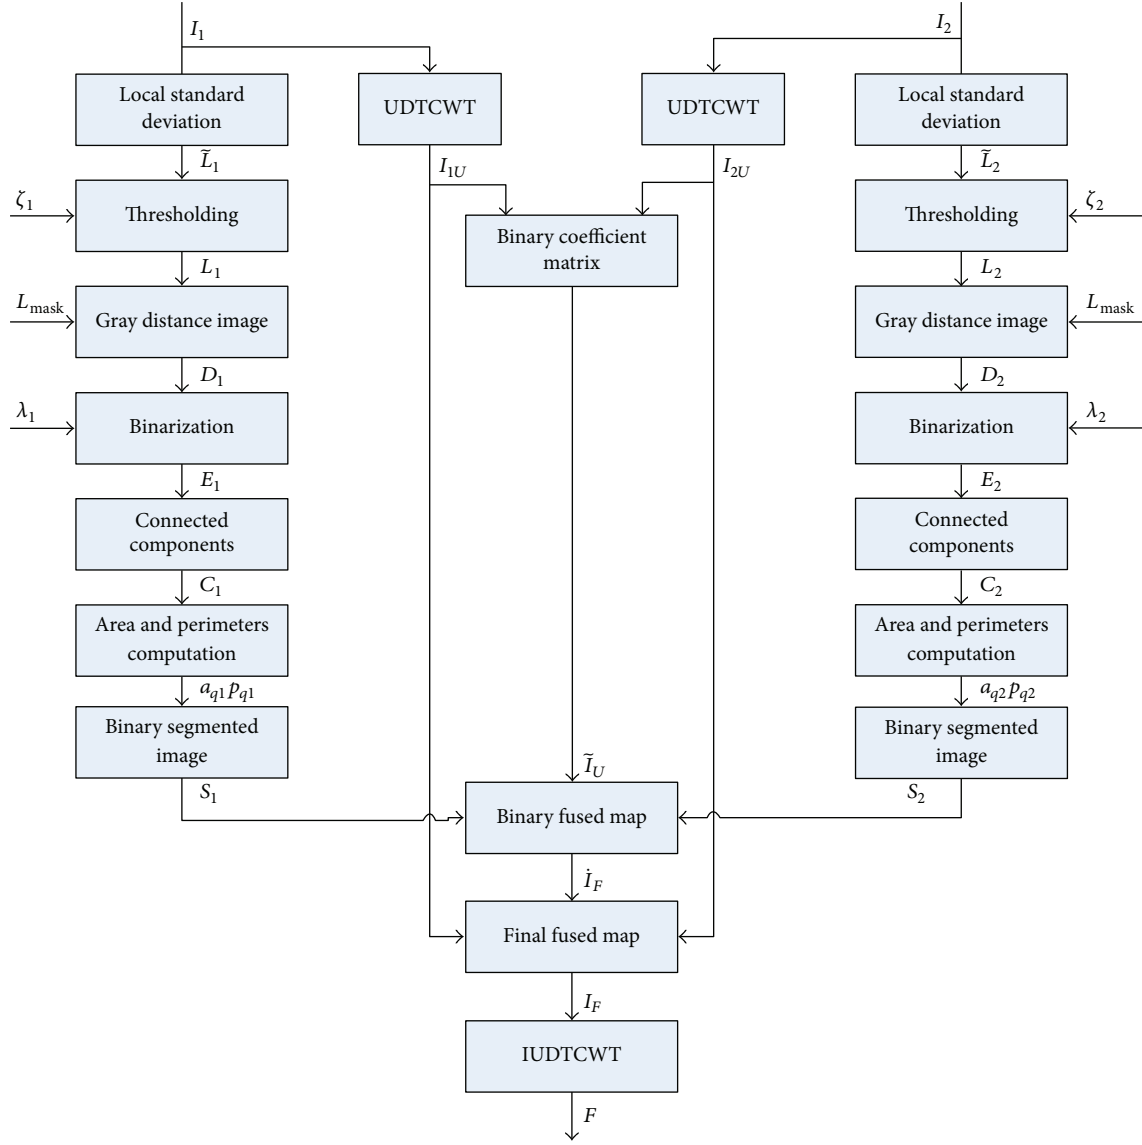 I₁
I₂
Local standard
deviation
UDTCWT
UDTCWT
Local standard
deviation
L̃₁
I₁U
I₂U
L̃₂
ζ₁
Thresholding
Binary coefficient
matrix
Thresholding
ζ₂
L₁
L₂
Lmask
Gray distance image
Gray distance image
Lmask
D₁
D₂
λ₁
Binarization
Binarization
λ₂
E₁
E₂
Connected
components
Connected
components
C₁
C₂
Area and perimeters
computation
Area and perimeters
computation
aq1 pq1
aq2 pq2
Binary segmented
image
Binary segmented
image
ĨU
S₁
S₂
Binary fused map
İF
Final fused map
IF
IUDTCWT
F